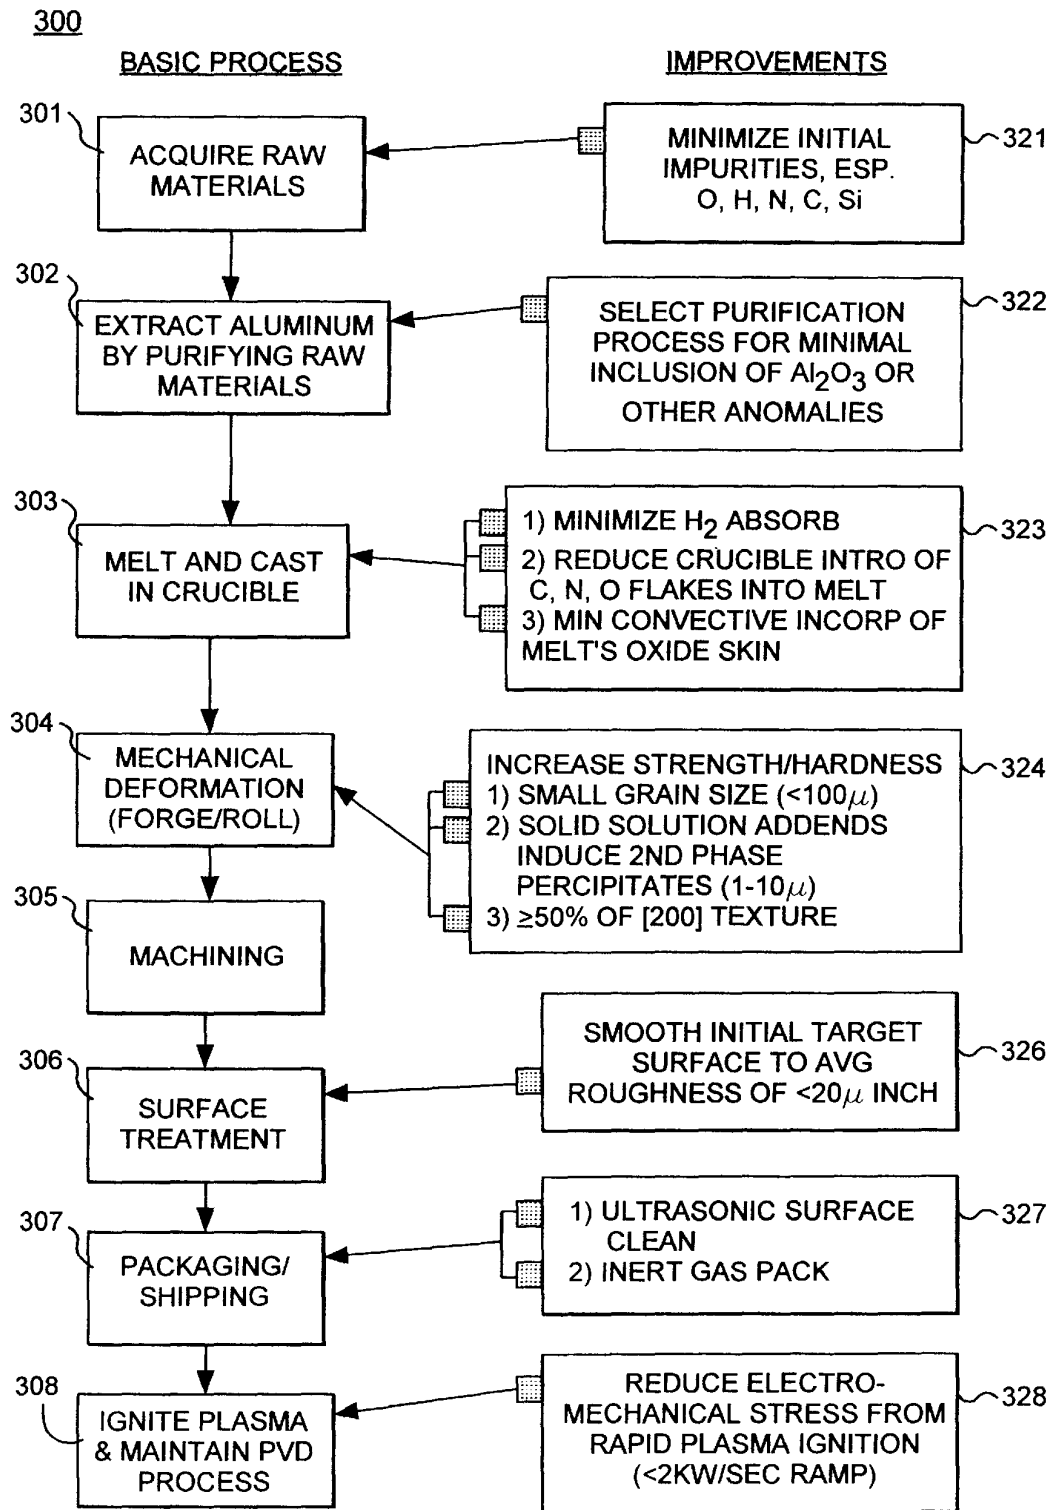 300
BASIC PROCESS
IMPROVEMENTS
301
ACQUIRE RAW
MATERIALS
MINIMIZE INITIAL
IMPURITIES, ESP.
O, H, N, C, Si
321
302
EXTRACT ALUMINUM
BY PURIFYING RAW
MATERIALS
SELECT PURIFICATION
PROCESS FOR MINIMAL
INCLUSION OF Al₂O₃ OR
OTHER ANOMALIES
322
303
MELT AND CAST
IN CRUCIBLE
1) MINIMIZE H₂ ABSORB
2) REDUCE CRUCIBLE INTRO OF
C, N, O FLAKES INTO MELT
3) MIN CONVECTIVE INCORP OF
MELT'S OXIDE SKIN
323
304
MECHANICAL
DEFORMATION
(FORGE/ROLL)
INCREASE STRENGTH/HARDNESS
1) SMALL GRAIN SIZE (<100μ)
2) SOLID SOLUTION ADDENDS
INDUCE 2ND PHASE
PERCIPITATES (1-10μ)
3) ≥50% OF [200] TEXTURE
324
305
MACHINING
306
SURFACE
TREATMENT
SMOOTH INITIAL TARGET
SURFACE TO AVG
ROUGHNESS OF <20μ INCH
326
307
PACKAGING/
SHIPPING
1) ULTRASONIC SURFACE
CLEAN
2) INERT GAS PACK
327
308
IGNITE PLASMA
& MAINTAIN PVD
PROCESS
REDUCE ELECTRO-
MECHANICAL STRESS FROM
RAPID PLASMA IGNITION
(<2KW/SEC RAMP)
328